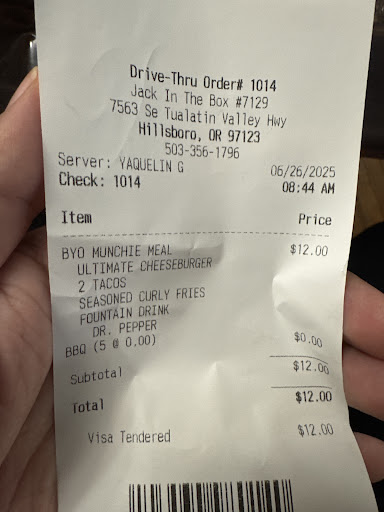 Drive-Thru Order# 1014
Jack In The Box #7129
7563 Se Tualatin Valley Hwy
Hillsboro, OR 97123
503-356-1796
Server: YAQUELIN G 06/26/2025
Check: 1014 08:44 AM
Item Price
BYO MUNCHIE MEAL $12.00
ULTIMATE CHEESEBURGER
2 TACOS
SEASONED CURLY FRIES
FOUNTAIN DRINK
DR. PEPPER
BBQ (5 @ 0.00) $0.00
Subtotal $12.00
Total $12.00
Visa Tendered $12.00